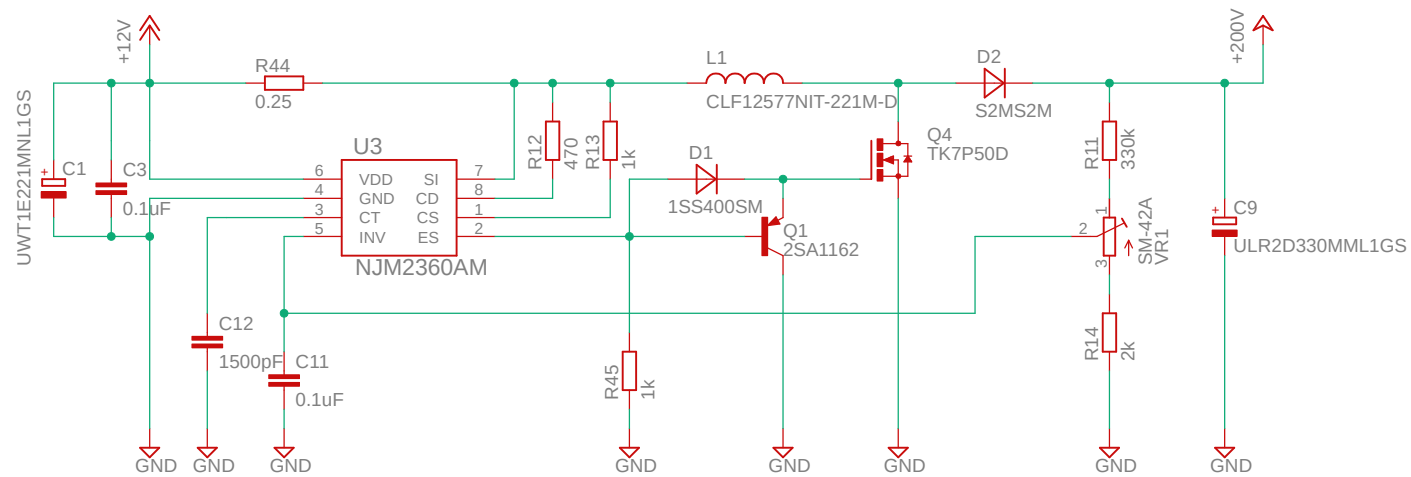 +12V
+200V
R44
0.25
L1
CLF12577NIT-221M-D
D2
S2MS2M
UWT1E221MNL1GS
+
C1
C3
0.1uF
U3
6
4
3
5
VDD
GND
CT
INV
SI
CD
CS
ES
7
8
1
2
NJM2360AM
R12
470
R13
1k
D1
1SS400SM
Q1
2SA1162
Q4
TK7P50D
R11
330k
1
2
3
SM-42A
VR1
+
C9
ULR2D330MML1GS
C12
1500pF
C11
0.1uF
R45
1k
R14
2k
GND
GND
GND
GND
GND
GND
GND
GND